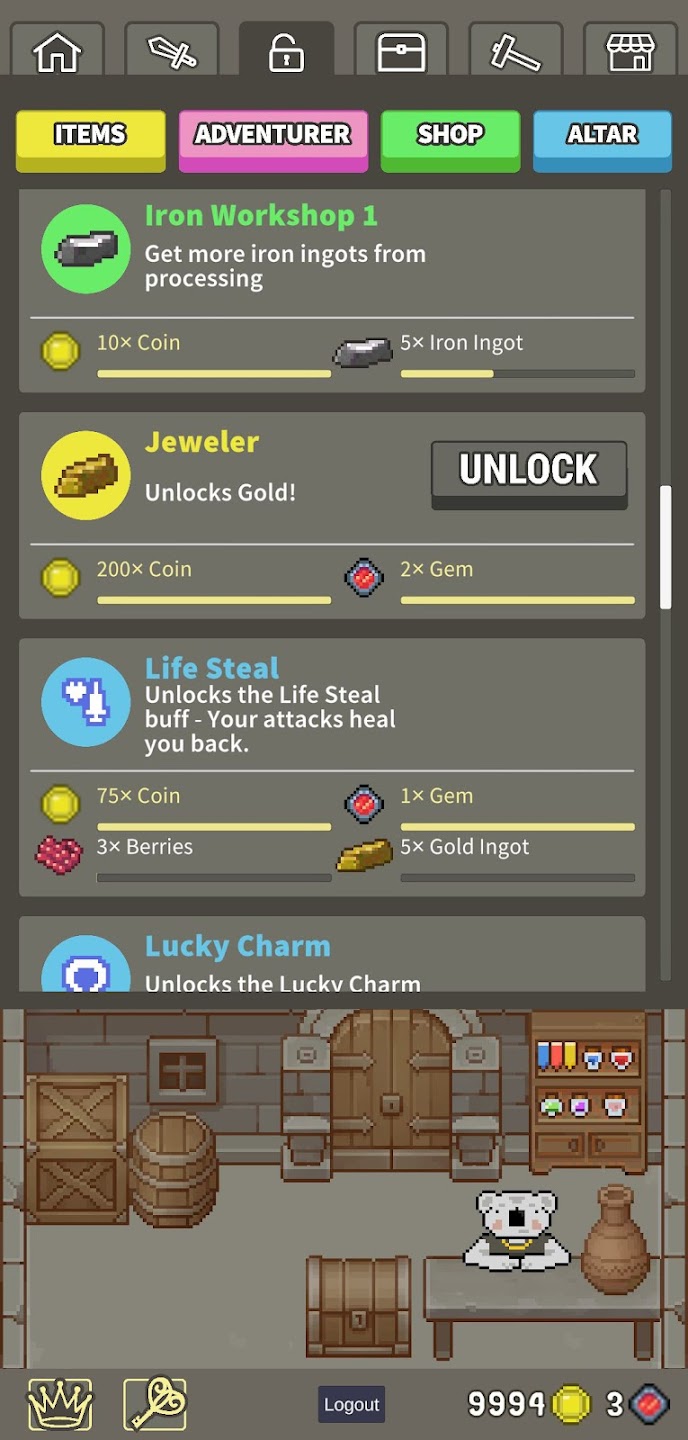 ITEMS ADVENTURER SHOP ALTAR
Iron Workshop 1
Get more iron ingots from
processing
10× Coin 5× Iron Ingot
Jeweler
UNLOCK
Unlocks Gold!
200× Coin 2× Gem
Life Steal
Unlocks the Life Steal
buff - Your attacks heal
you back.
75× Coin 1× Gem
3× Berries 5× Gold Ingot
Lucky Charm
Unlocks the Lucky Charm
Logout 9994 3